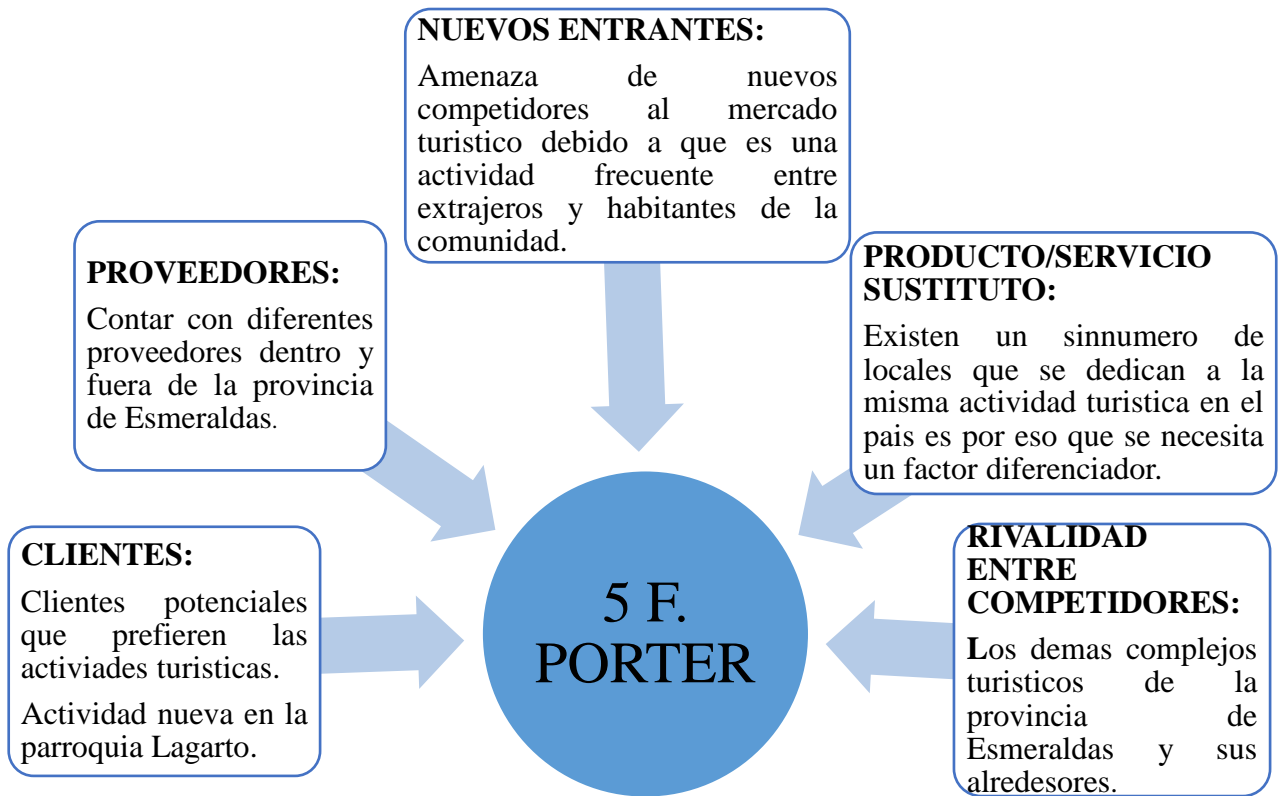 NUEVOS ENTRANTES:
Amenaza de nuevos
competidores al mercado
turistico debido a que es una
actividad frecuente entre
extrajeros y habitantes de la
comunidad.
PROVEEDORES:
Contar con diferentes
proveedores dentro y
fuera de la provincia
de Esmeraldas.
PRODUCTO/SERVICIO
SUSTITUTO:
Existen un sinnumero de
locales que se dedican a la
misma actividad turistica en el
pais es por eso que se necesita
un factor diferenciador.
CLIENTES:
Clientes potenciales
que prefieren las
activiades turisticas.
Actividad nueva en la
parroquia Lagarto.
5 F.
PORTER
RIVALIDAD
ENTRE
COMPETIDORES:
Los demas complejos
turisticos de la
provincia de
Esmeraldas y sus
alredesores.